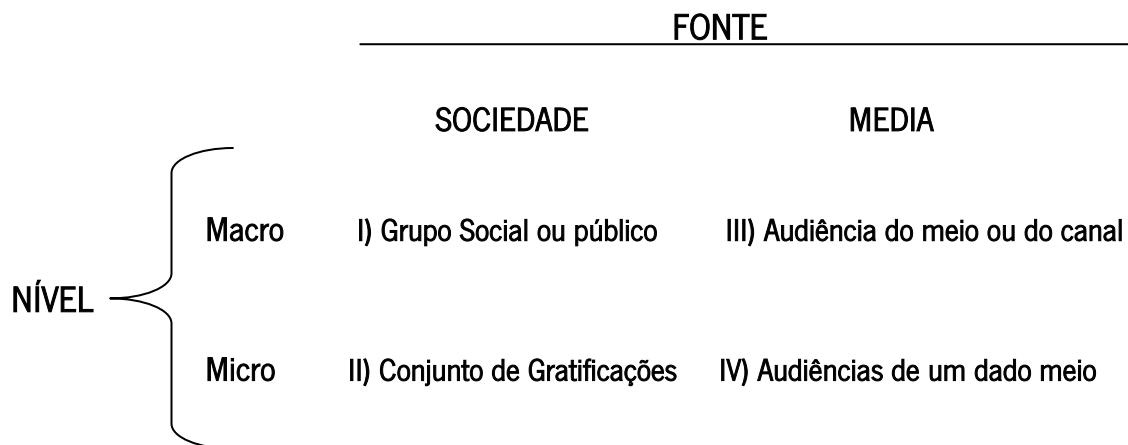 FONTE
SOCIEDADE MEDIA
Macro I) Grupo Social ou público III) Audiência do meio ou do canal
NÍVEL
Micro II) Conjunto de Gratificações IV) Audiências de um dado meio